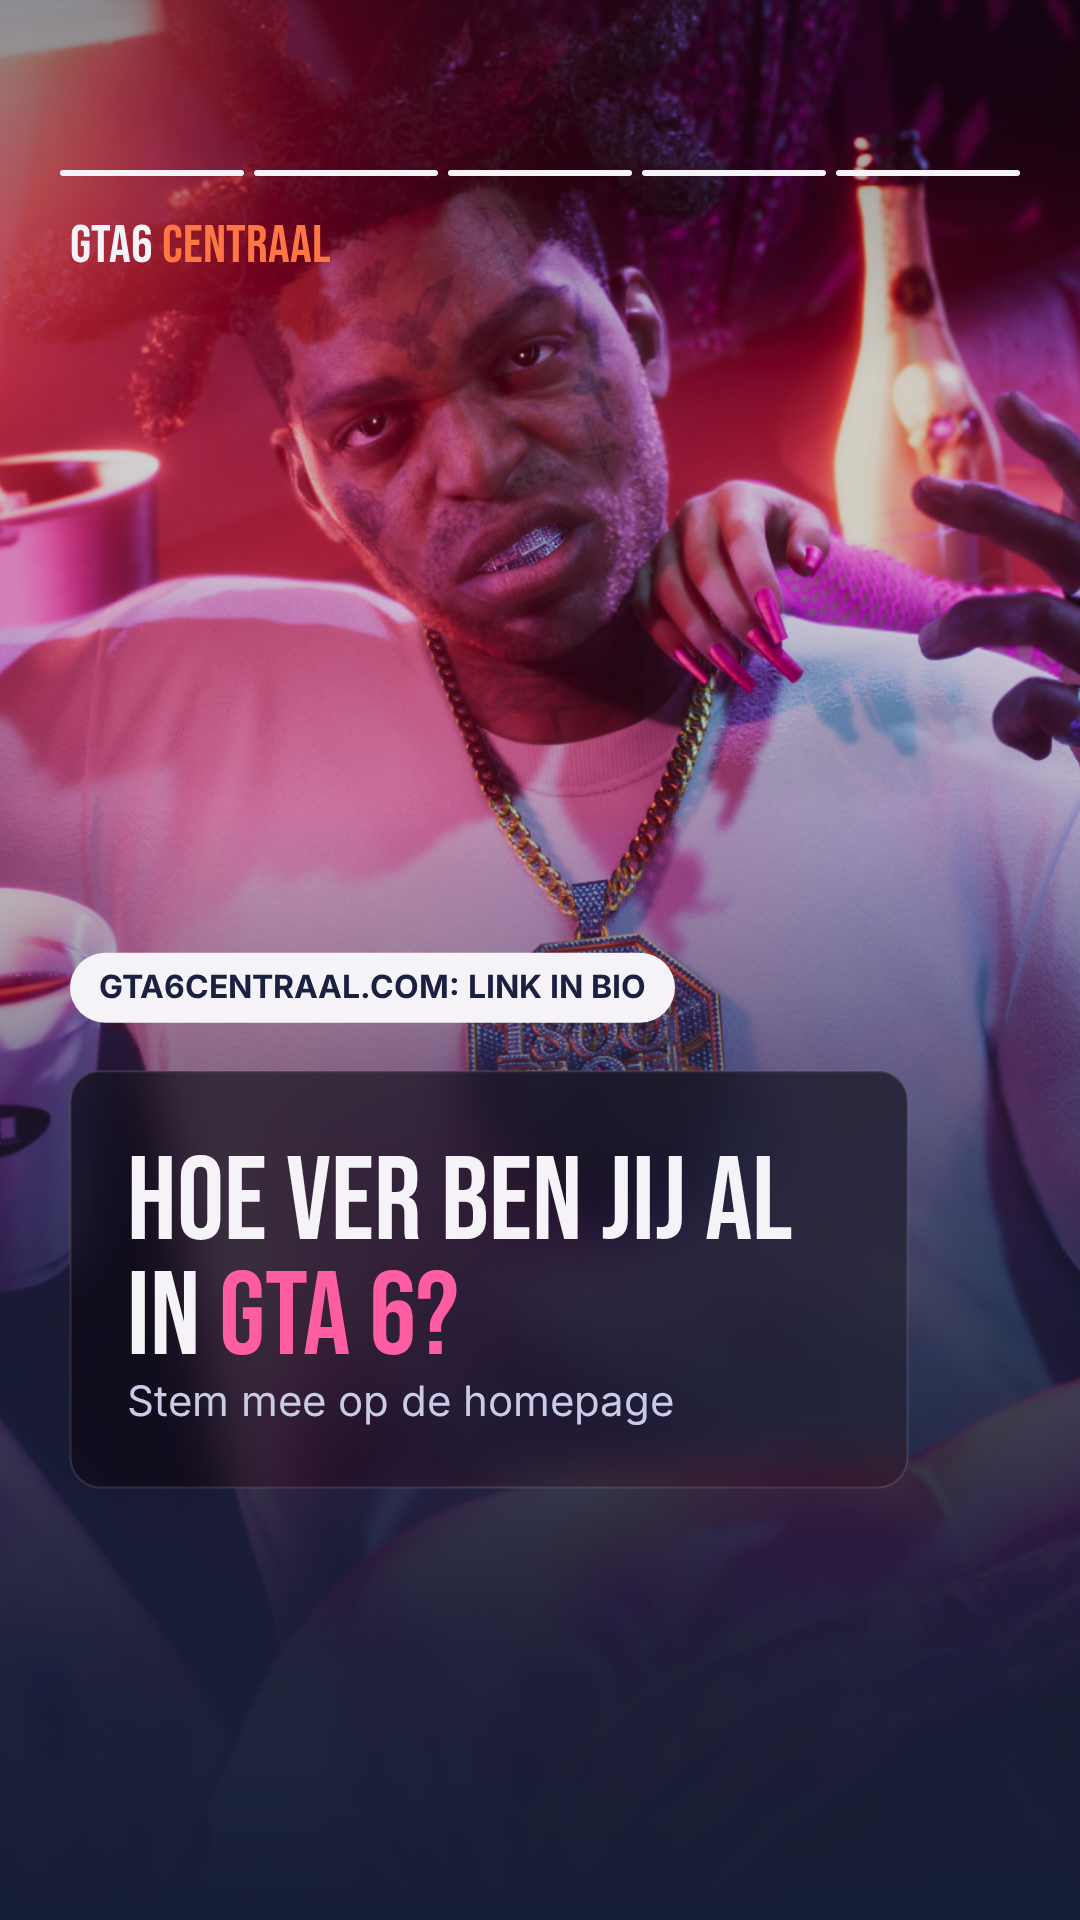 GTA6 CENTRAAL
GTA6CENTRAAL.COM: LINK IN BIO
1800
HOE VER BEN JIJ AL
IN GTA 6?
Stem mee op de homepage